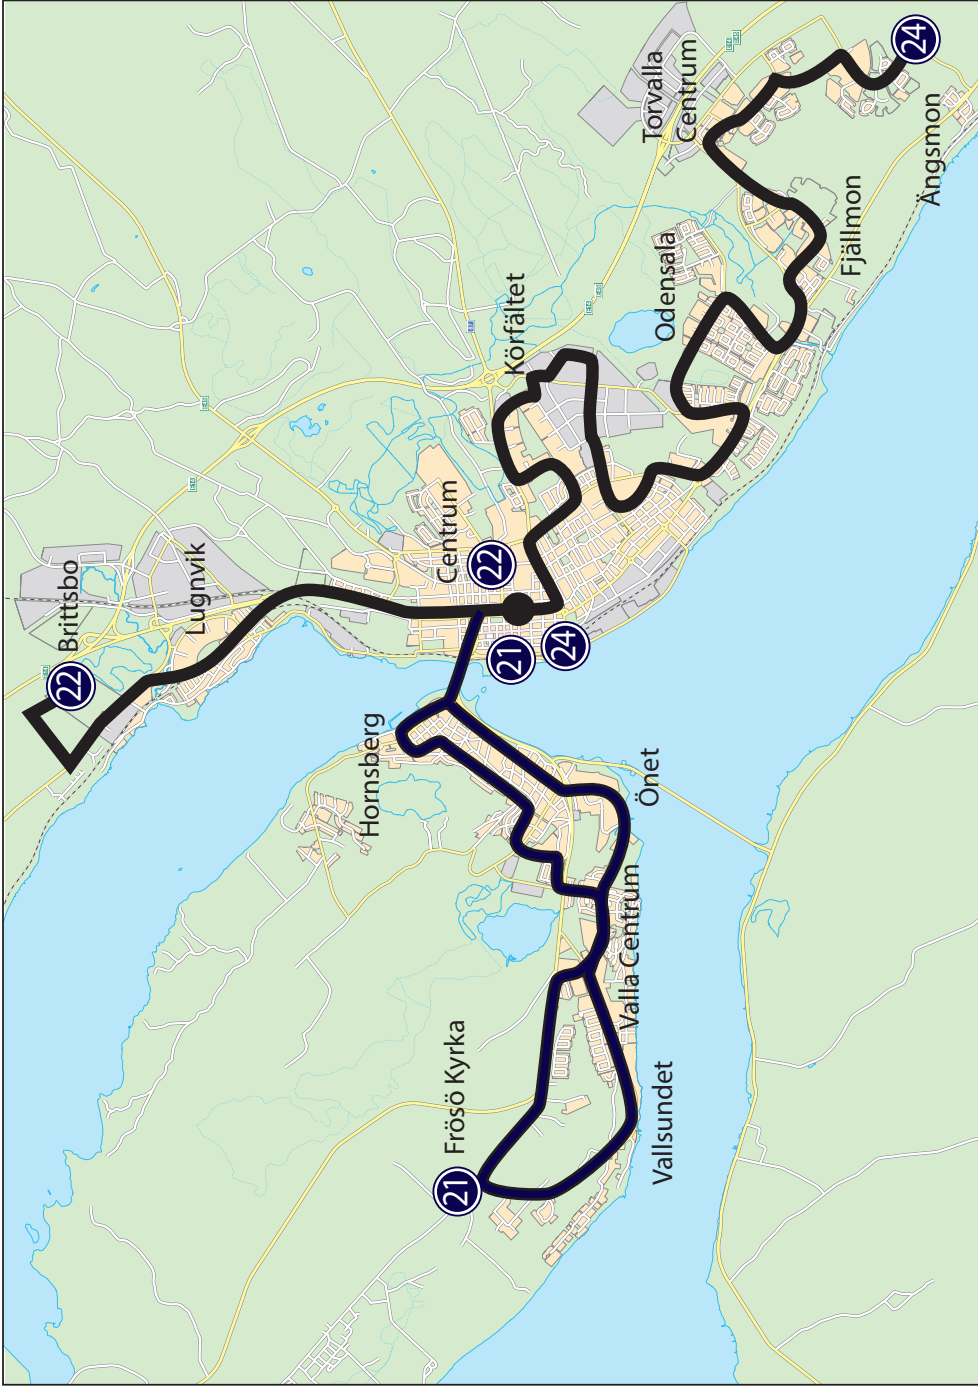 22
Brittsbo
Lugnvik
Centrum
22
21
24
Körfältet
Torvalla
Centrum
24
Odensala
Fjällmon
Ängsmon
Hornsberg
Önet
Valla Centrum
Frösö Kyrka
21
Vallsundet